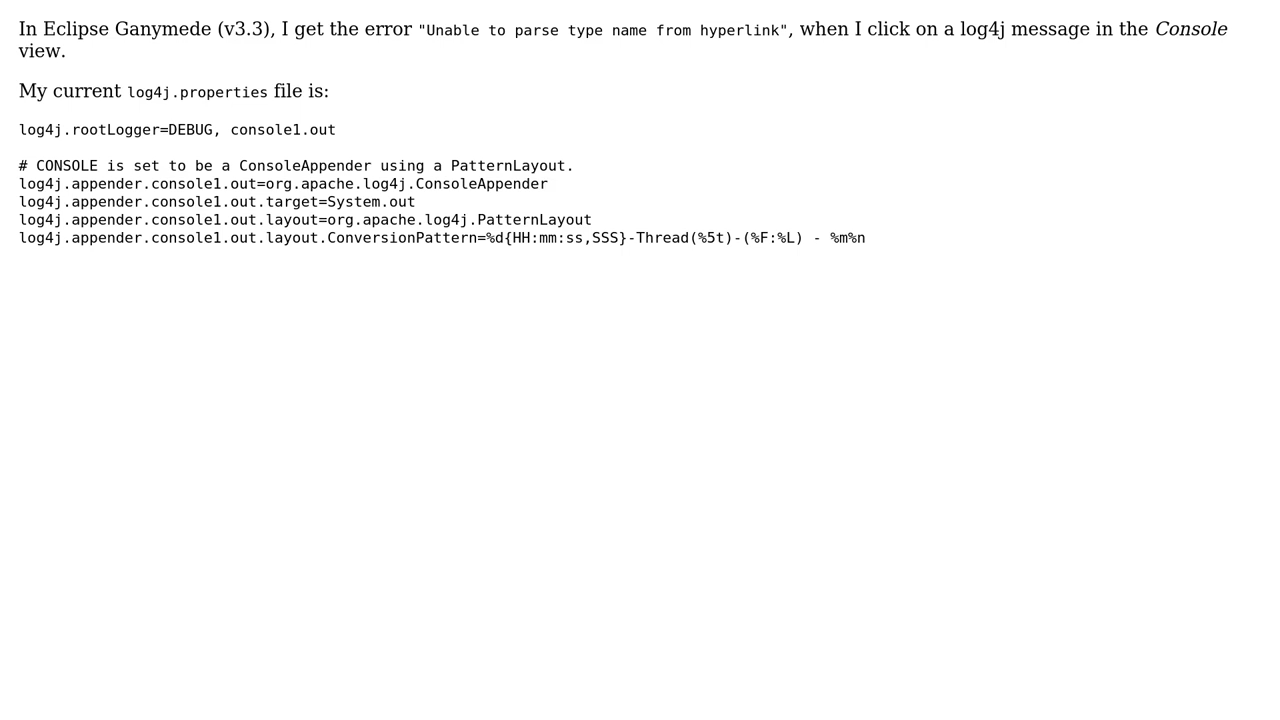 In Eclipse Ganymede (v3.3), I get the error "Unable to parse type name from hyperlink", when I click on a log4j message in the Console
view.
My current log4j.properties file is:
log4j.rootLogger=DEBUG, console1.out
# CONSOLE is set to be a ConsoleAppender using a PatternLayout.
log4j.appender.console1.out=org.apache.log4j.ConsoleAppender
log4j.appender.console1.out.target=System.out
log4j.appender.console1.out.layout=org.apache.log4j.PatternLayout
log4j.appender.console1.out.layout.ConversionPattern=%d{HH:mm:ss,SSS}-Thread(%5t)-(%F:%L) - %m%n